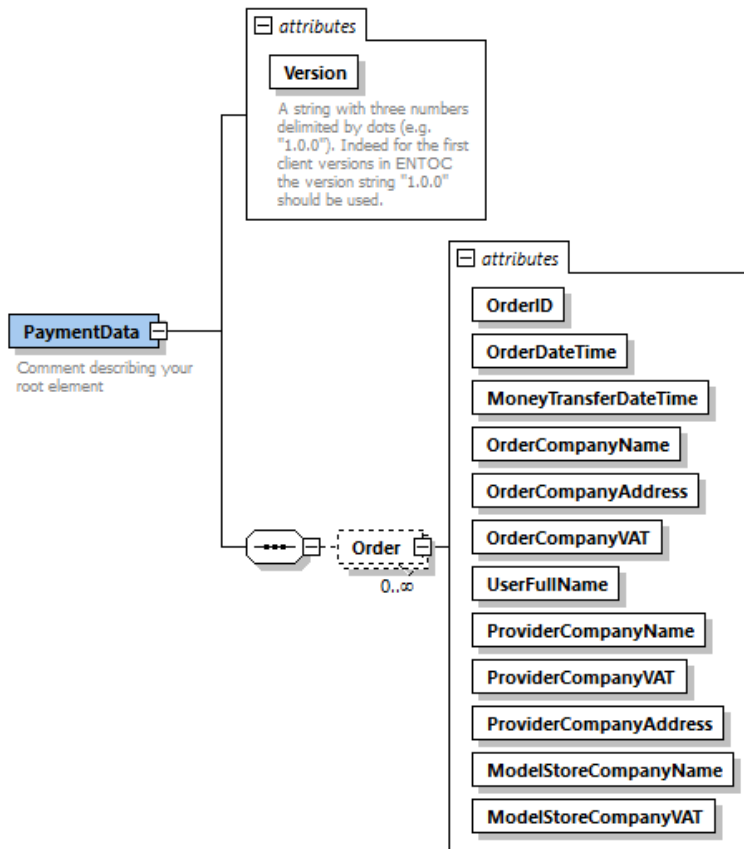 attributes
Version
A string with three numbers
delimited by dots (e.g.
"1.0.0"). Indeed for the first
client versions in ENTOC
the version string "1.0.0"
should be used.
PaymentData
Comment describing your
root element
Order
0..∞
attributes
OrderID
OrderDateTime
MoneyTransferDateTime
OrderCompanyName
OrderCompanyAddress
OrderCompanyVAT
UserFullName
ProviderCompanyName
ProviderCompanyVAT
ProviderCompanyAddress
ModelStoreCompanyName
ModelStoreCompanyVAT